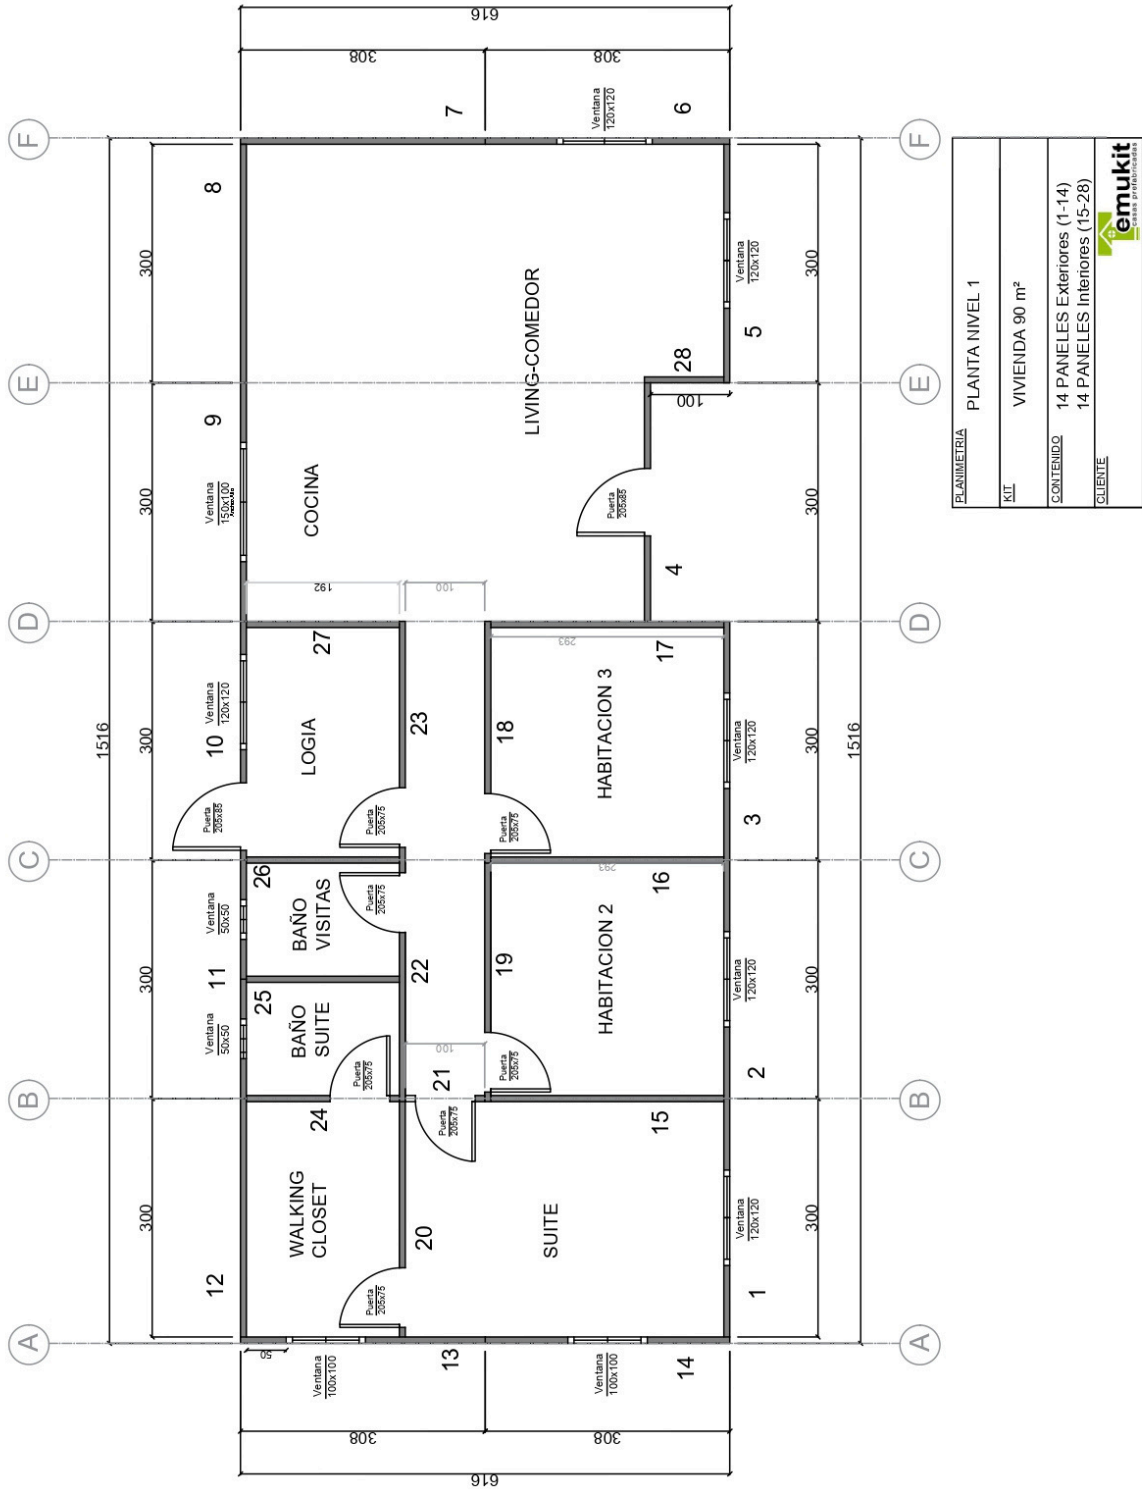 A
B
C
D
E
F
1516
300
300
300
300
300
12
Ventana
50x50
11
Ventana
50x50
Puerta
205x85
10
Ventana
120x120
Ventana
150x100
9
8
50
WALKING
CLOSET
24
BAÑO
SUITE
25
BAÑO
VISITAS
26
LOGIA
27
192
COCINA
Ventana
100x100
Puerta
205x75
Puerta
205x75
Puerta
205x75
Puerta
205x75
616
308
308
13
20
Puerta
205x75
21
100
22
23
100
7
308
308
616
SUITE
Puerta
205x75
19
Puerta
205x75
18
LIVING-COMEDOR
Ventana
100x100
HABITACION 2
293
HABITACION 3
293
Puerta
205x85
Ventana
120x120
14
15
16
17
4
100
28
6
1
Ventana
120x120
2
Ventana
120x120
3
Ventana
120x120
5
Ventana
120x120
300
300
300
300
300
1516
A
B
C
D
E
F
PLANIMETRIA
PLANTA NIVEL 1
KIT
VIVIENDA 90 m²
CONTENIDO
14 PANELES Exteriores (1-14)
14 PANELES Interiores (15-28)
CLIENTE
emukit
casas prefabricadas